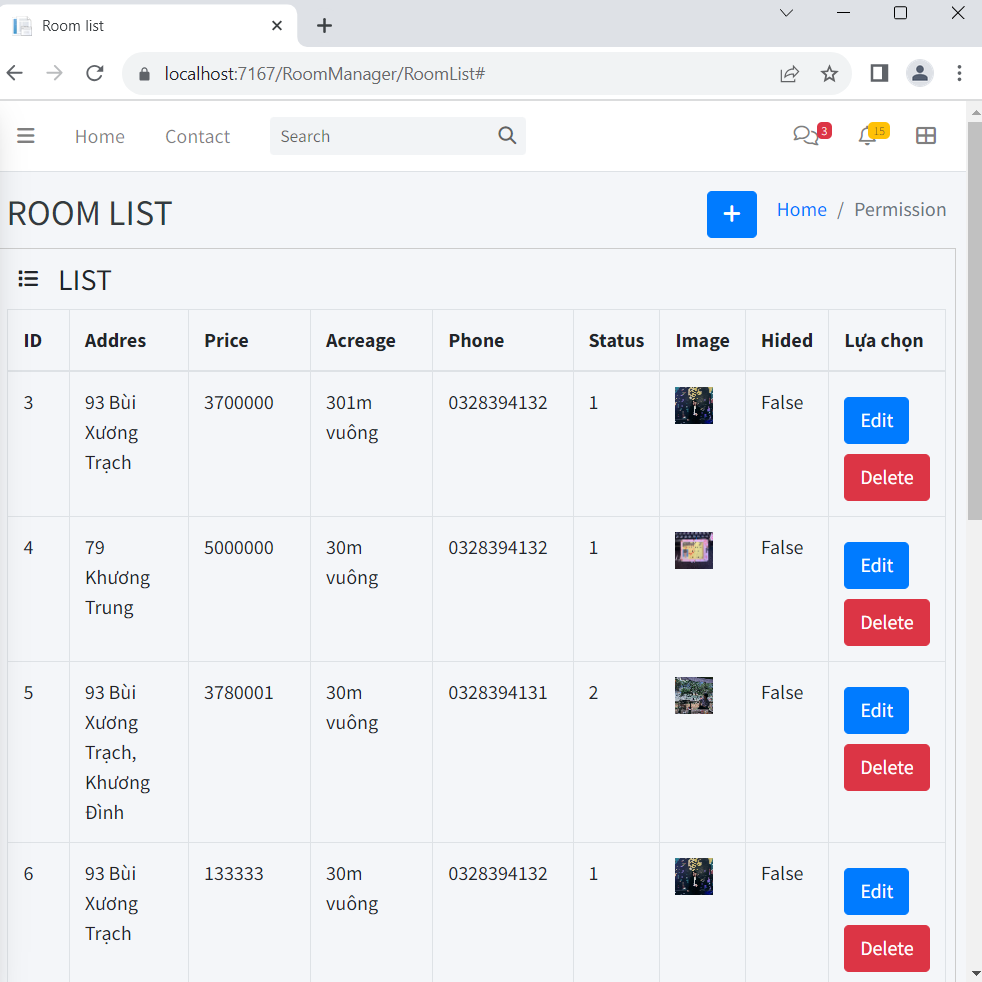 Room list
localhost:7167/RoomManager/RoomList#
Home Contact Search 3 15
ROOM LIST + Home / Permission
LIST
ID Addres Price Acreage Phone Status Image Hided Lựa chọn
3 93 Bùi 3700000 301m 0328394132 1 False Edit
Xương vuông
Trạch Delete
4 79 5000000 30m 0328394132 1 False Edit
Khương vuông
Trung Delete
5 93 Bùi 3780001 30m 0328394131 2 False Edit
Xương vuông
Trạch, Delete
Khương
Đình
6 93 Bùi 133333 30m 0328394132 1 False Edit
Xương vuông
Trạch Delete